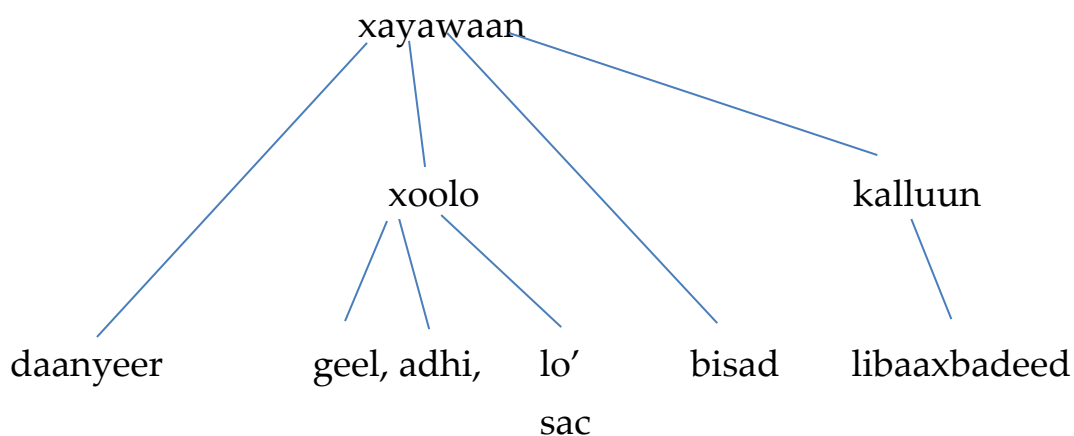 xayawaan
xoolo kalluun
daanyeer geel, adhi, lo’ bisad libaaxbadeed
sac